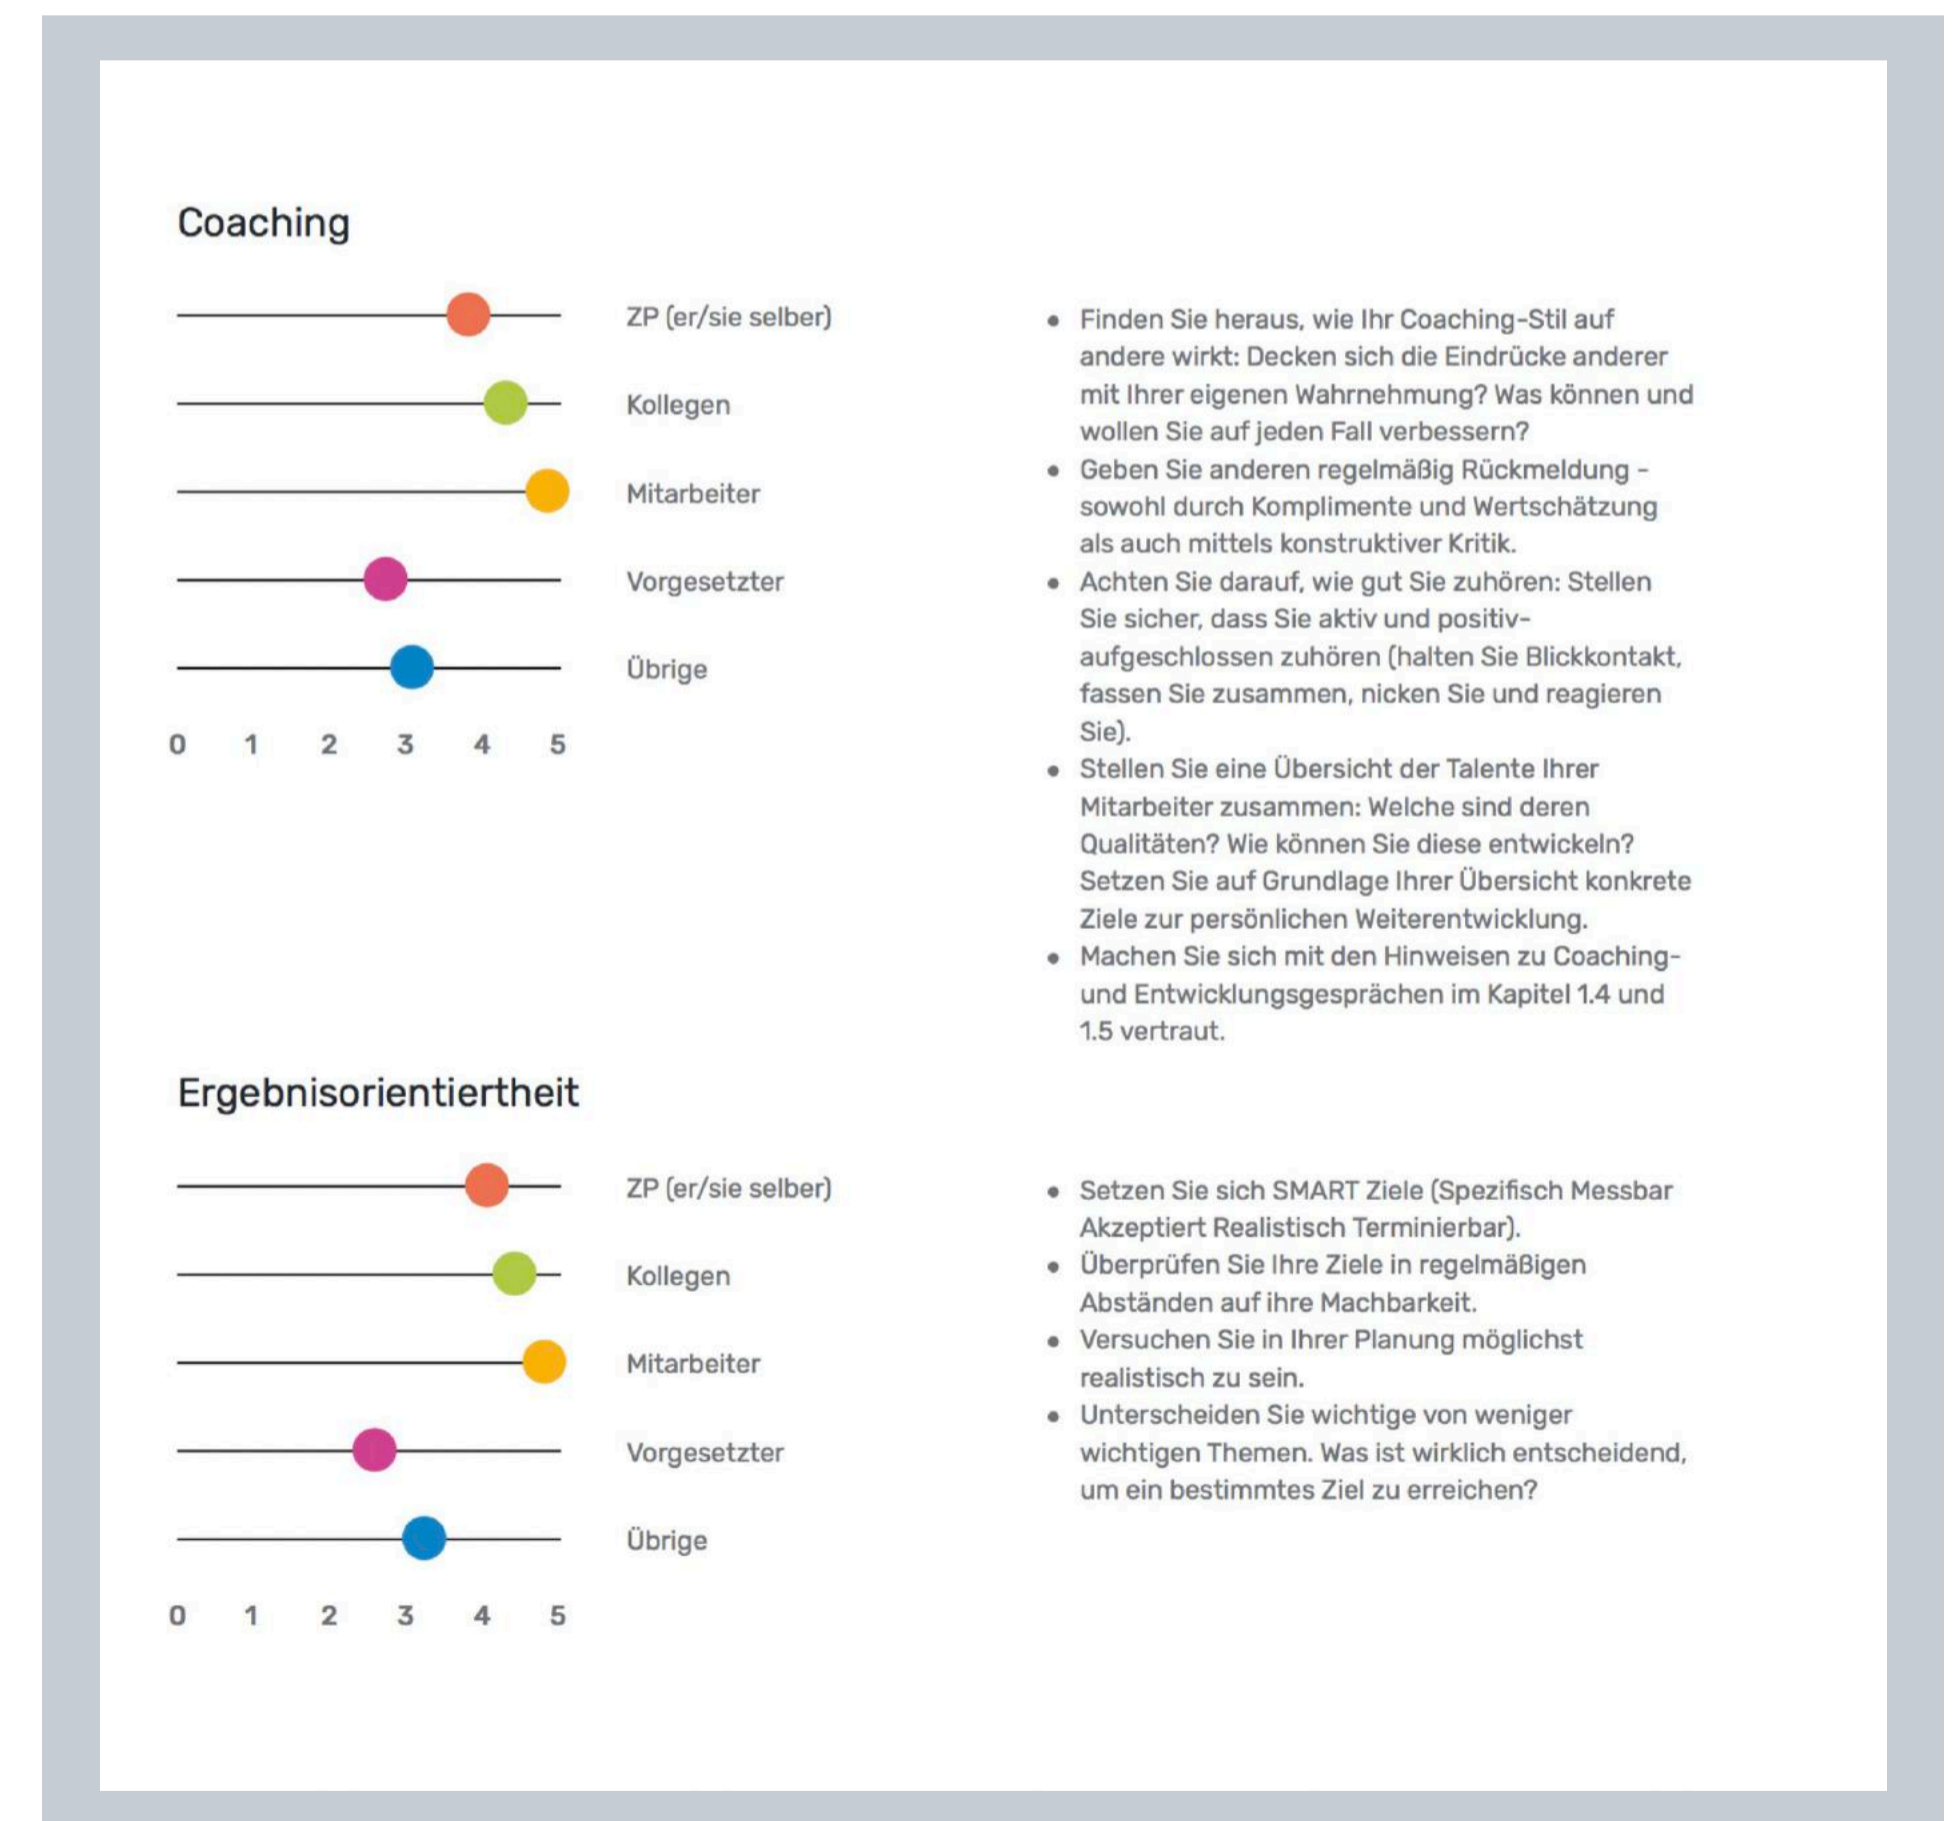 Coaching
ZP (er/sie selber)
Kollegen
Mitarbeiter
Vorgesetzter
Übrige
0 1 2 3 4 5
• Finden Sie heraus, wie Ihr Coaching-Stil auf
andere wirkt: Decken sich die Eindrücke anderer
mit Ihrer eigenen Wahrnehmung? Was können und
wollen Sie auf jeden Fall verbessern?
• Geben Sie anderen regelmäßig Rückmeldung -
sowohl durch Komplimente und Wertschätzung
als auch mittels konstruktiver Kritik.
• Achten Sie darauf, wie gut Sie zuhören: Stellen
Sie sicher, dass Sie aktiv und positiv-
aufgeschlossen zuhören (halten Sie Blickkontakt,
fassen Sie zusammen, nicken Sie und reagieren
Sie).
• Stellen Sie eine Übersicht der Talente Ihrer
Mitarbeiter zusammen: Welche sind deren
Qualitäten? Wie können Sie diese entwickeln?
Setzen Sie auf Grundlage Ihrer Übersicht konkrete
Ziele zur persönlichen Weiterentwicklung.
• Machen Sie sich mit den Hinweisen zu Coaching-
und Entwicklungsgesprächen im Kapitel 1.4 und
1.5 vertraut.
Ergebnisorientiertheit
ZP (er/sie selber)
Kollegen
Mitarbeiter
Vorgesetzter
Übrige
0 1 2 3 4 5
• Setzen Sie sich SMART Ziele (Spezifisch Messbar
Akzeptiert Realistisch Terminierbar).
• Überprüfen Sie Ihre Ziele in regelmäßigen
Abständen auf ihre Machbarkeit.
• Versuchen Sie in Ihrer Planung möglichst
realistisch zu sein.
• Unterscheiden Sie wichtige von weniger
wichtigen Themen. Was ist wirklich entscheidend,
um ein bestimmtes Ziel zu erreichen?